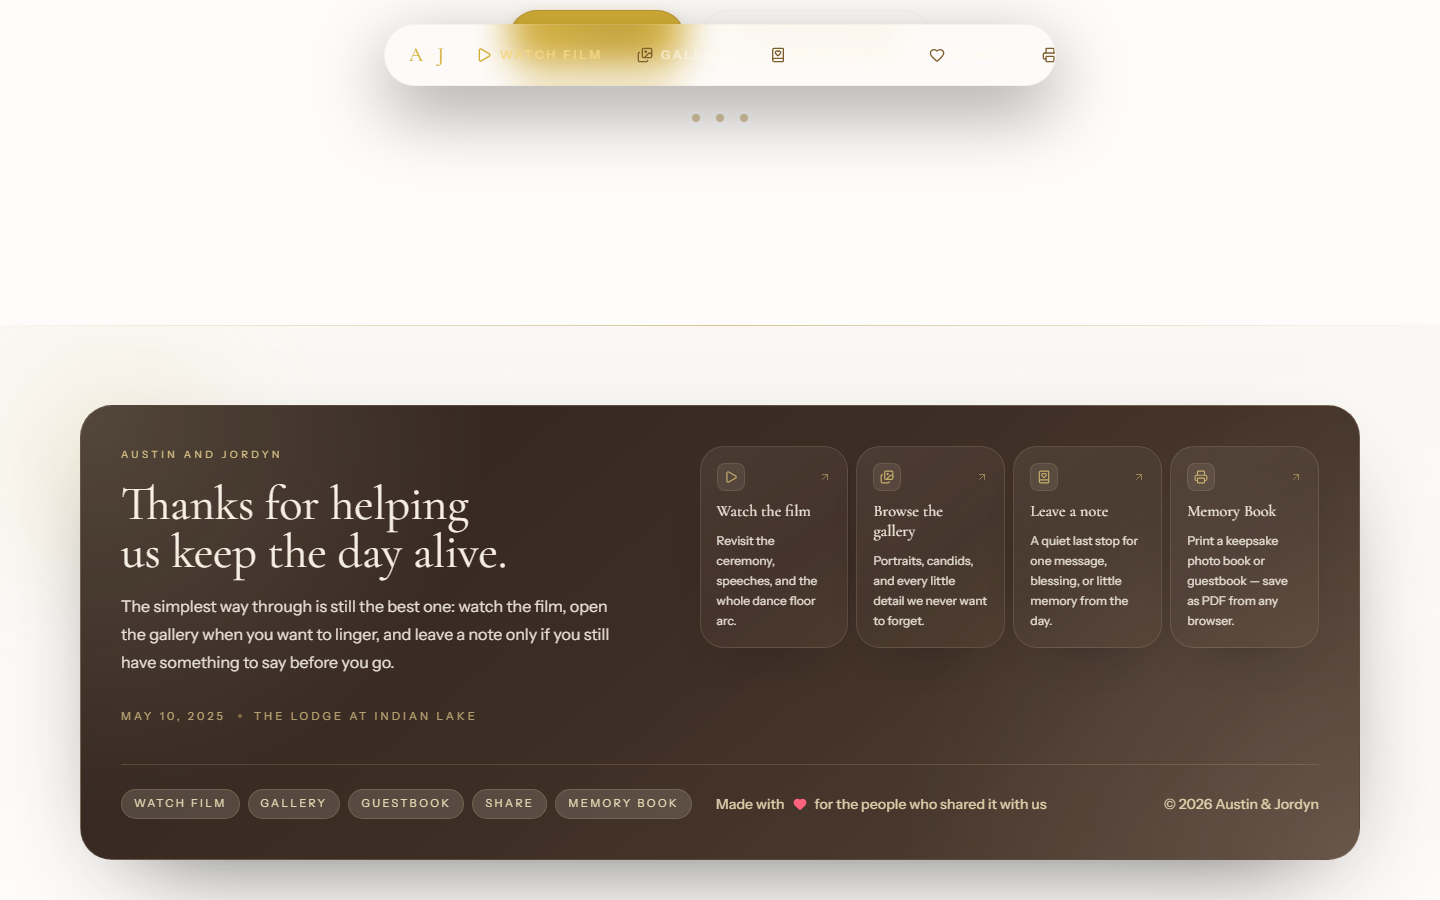 A J WATCH FILM GALL
AUSTIN AND JORDYN
Thanks for helping
us keep the day alive.
The simplest way through is still the best one: watch the film, open
the gallery when you want to linger, and leave a note only if you still
have something to say before you go.
MAY 10, 2025 • THE LODGE AT INDIAN LAKE
Watch the film
Revisit the
ceremony,
speeches, and the
whole dance floor
arc.
Browse the
gallery
Portraits, candids,
and every little
detail we never want
to forget.
Leave a note
A quiet last stop for
one message,
blessing, or little
memory from the
day.
Memory Book
Print a keepsake
photo book or
guestbook — save
as PDF from any
browser.
WATCH FILM GALLERY GUESTBOOK SHARE MEMORY BOOK
Made with ♥ for the people who shared it with us
© 2026 Austin & Jordyn